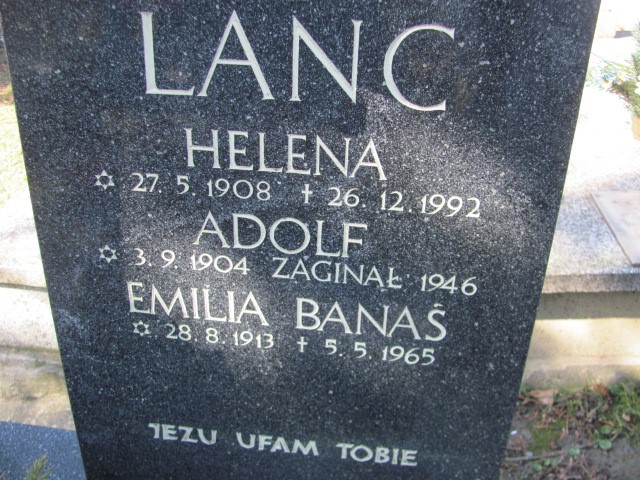 LANC
HELENA
✡ 27. 5. 1908 † 26. 12. 1992
ADOLF
✡ 3. 9. 1904 ZAGINĄŁ 1946
EMILIA BANAŚ
✡ 28. 8. 1913 † 5. 5. 1965
JEZU UFAM TOBIE